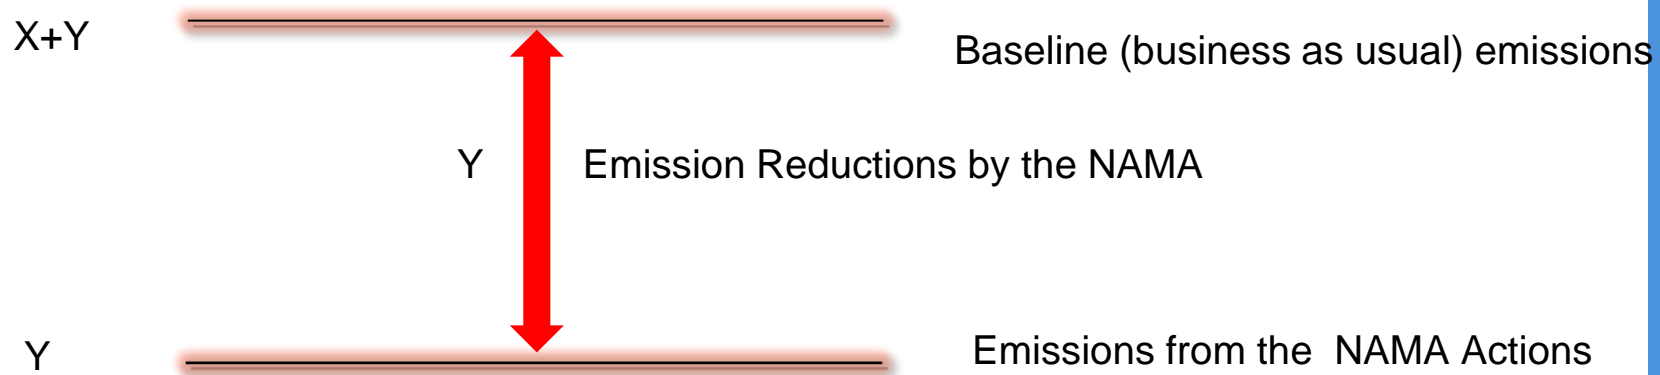 X+Y
Baseline (business as usual) emissions
Y
Emission Reductions by the NAMA
Y
Emissions from the NAMA Actions